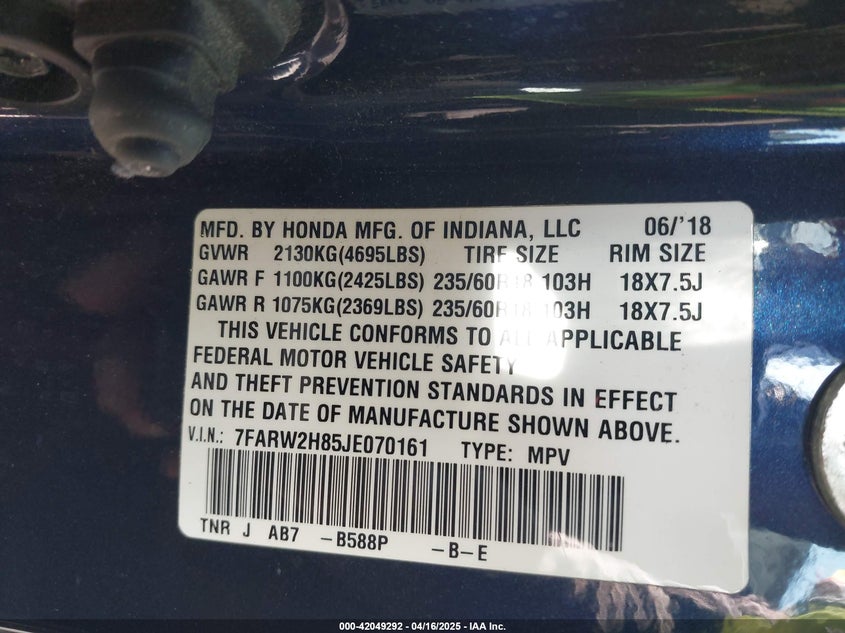 MFD. BY HONDA MFG. OF INDIANA, LLC 06/'18
GVWR 2130KG(4695LBS) TIRE SIZE RIM SIZE
GAWR F 1100KG(2425LBS) 235/60R18 103H 18X7.5J
GAWR R 1075KG(2369LBS) 235/60R18 103H 18X7.5J
THIS VEHICLE CONFORMS TO ALL APPLICABLE
FEDERAL MOTOR VEHICLE SAFETY
AND THEFT PREVENTION STANDARDS IN EFFECT
ON THE DATE OF MANUFACTURE SHOWN ABOVE.
V.I.N.: 7FARW2H85JE070161 TYPE: MPV
TNR J AB7 -B588P -B-E
000-42049292 - 04/16/2025 - IAA Inc.